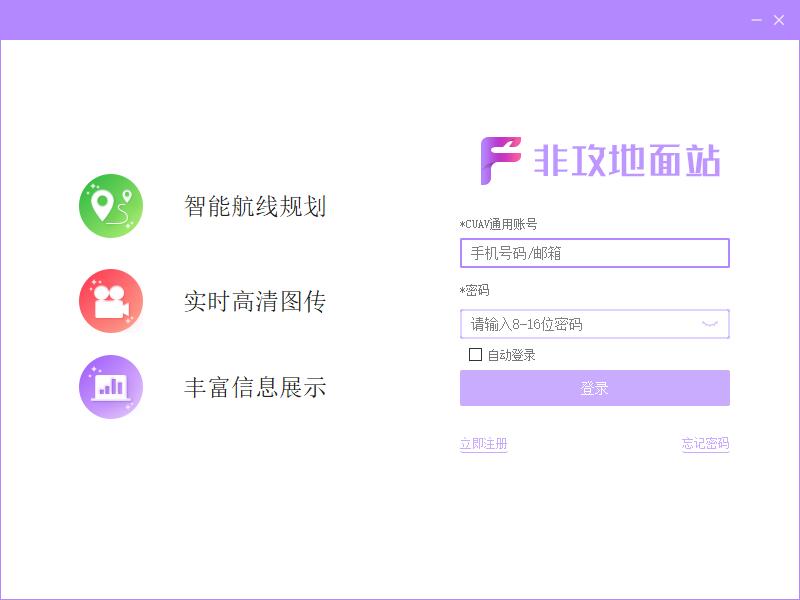 智能航线规划
实时高清图传
丰富信息展示
非攻地面站
*CUAV通用账号
手机号码/邮箱
*密码
请输入8-16位密码
自动登录
登录
立即注册
忘记密码